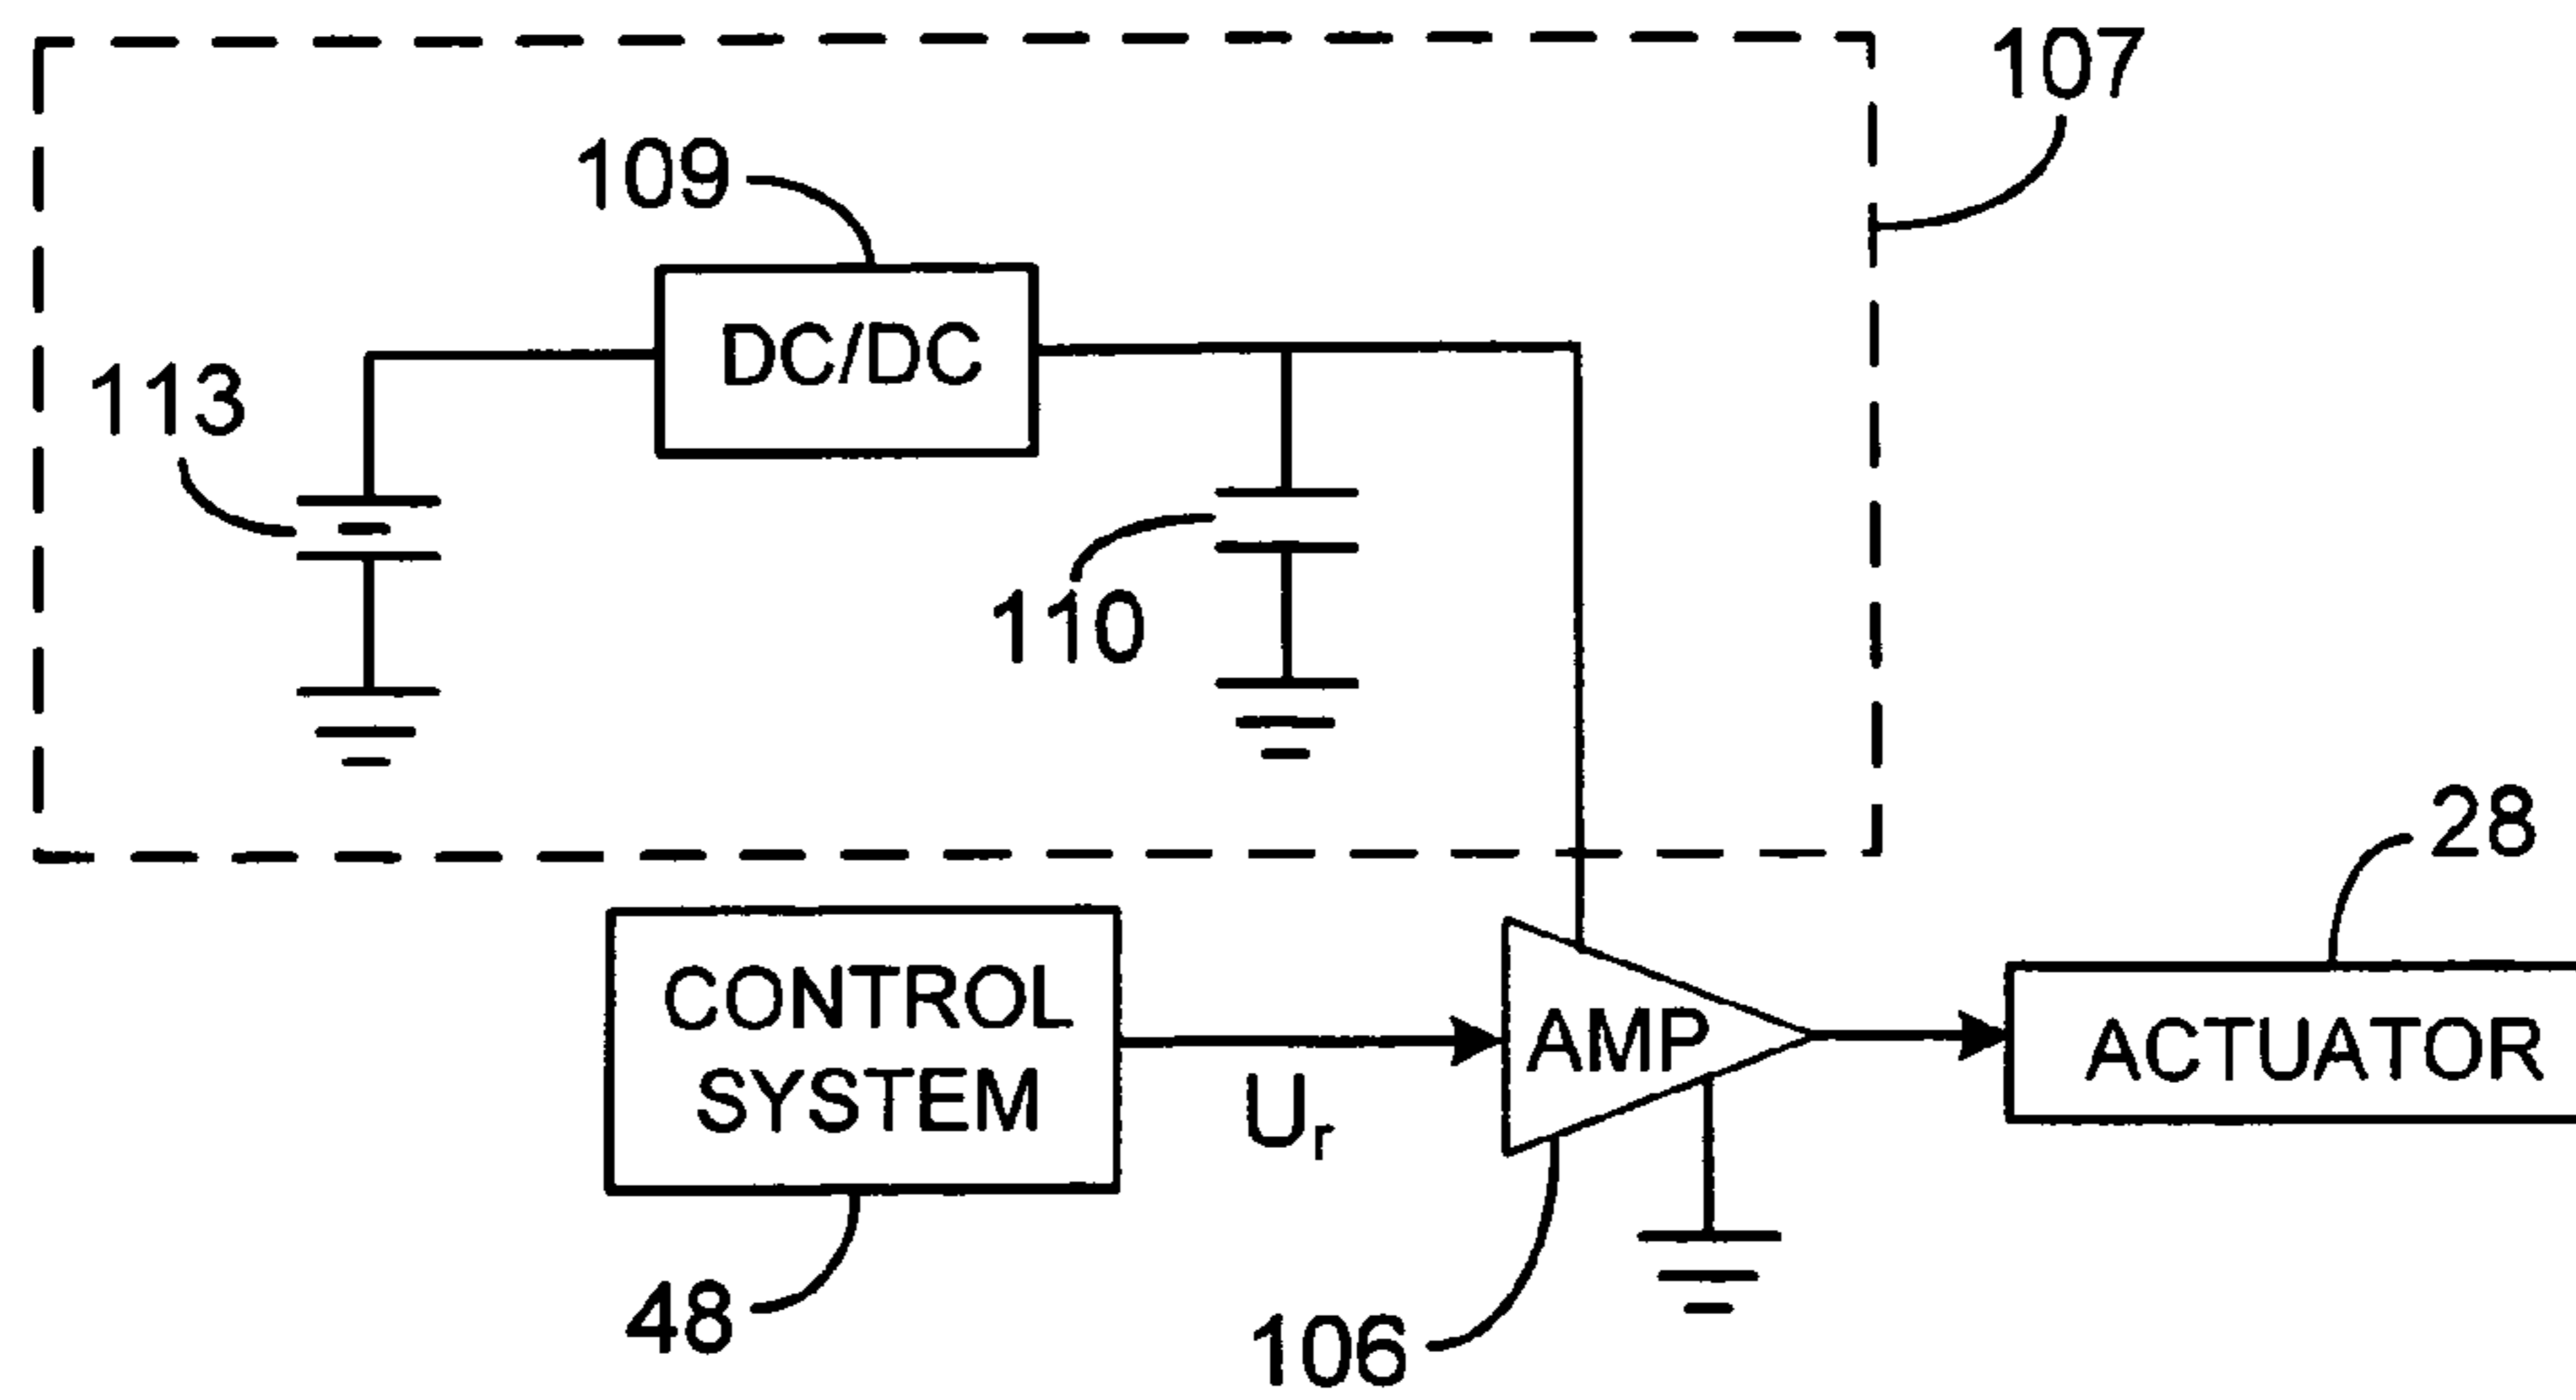 107
109
DC/DC
113
110
28
CONTROL
SYSTEM
AMP
ACTUATOR
Ur
48
106